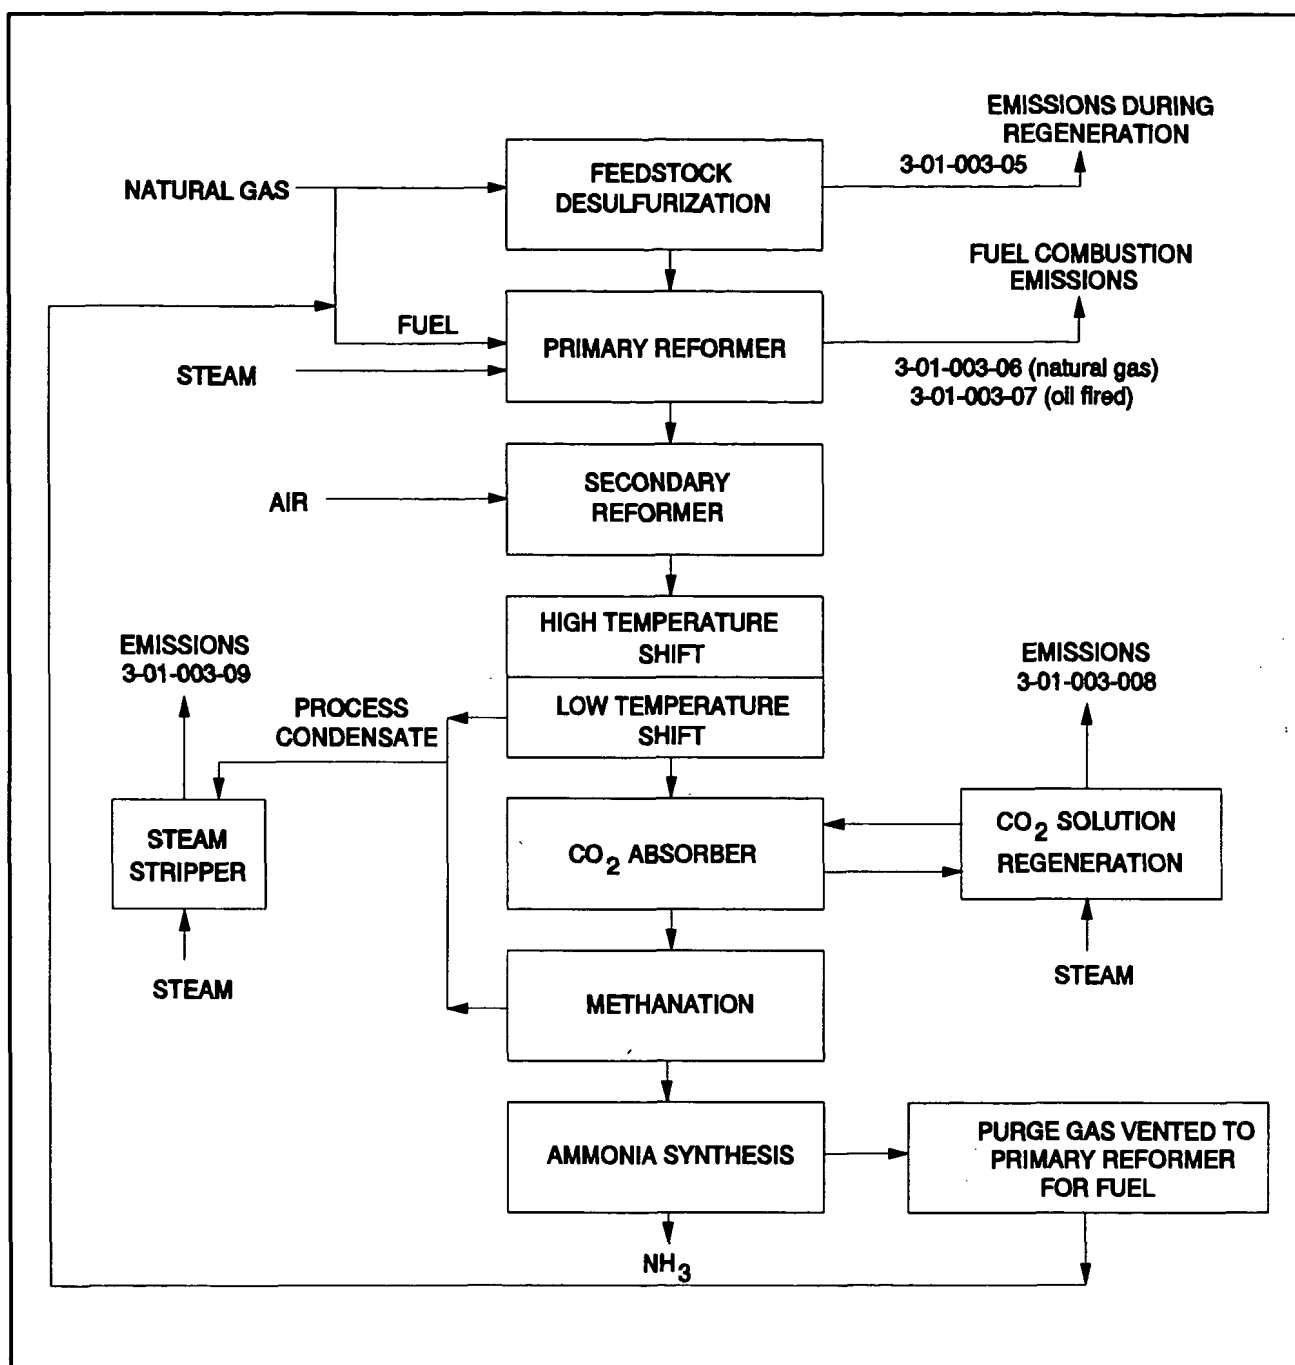 EMISSIONS DURING
REGENERATION
3-01-003-05
FEEDSTOCK
DESULFURIZATION
NATURAL GAS
FUEL COMBUSTION
EMISSIONS
FUEL
PRIMARY REFORMER
STEAM
3-01-003-06 (natural gas)
3-01-003-07 (oil fired)
SECONDARY
REFORMER
AIR
HIGH TEMPERATURE
SHIFT
EMISSIONS
3-01-003-09
EMISSIONS
3-01-003-008
PROCESS
CONDENSATE
LOW TEMPERATURE
SHIFT
STEAM
STRIPPER
CO₂ ABSORBER
CO₂ SOLUTION
REGENERATION
STEAM
STEAM
METHANATION
AMMONIA SYNTHESIS
PURGE GAS VENTED TO
PRIMARY REFORMER
FOR FUEL
NH₃